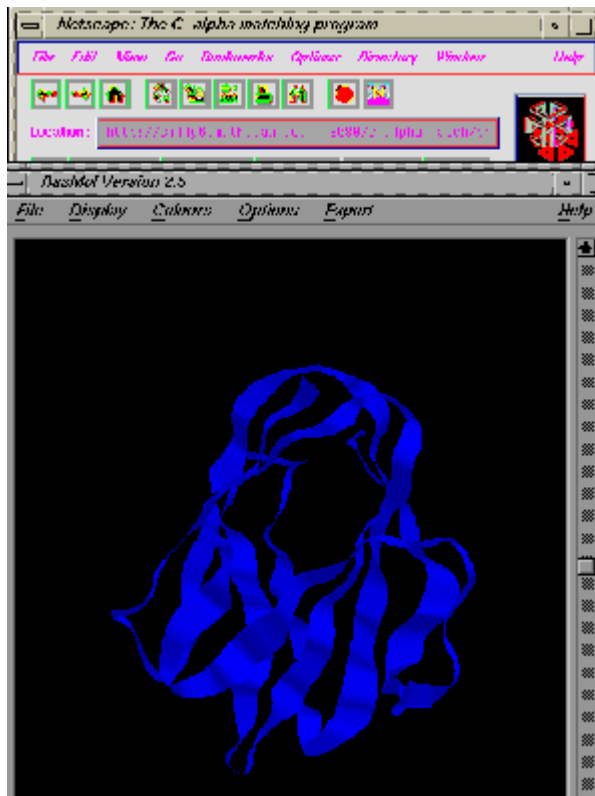 Netscape: The C-alpha matching program
File Edit View Go Bookmarks Options Directory Window Help
Location:
RasMol Version 2.5
File Display Colours Options Export Help